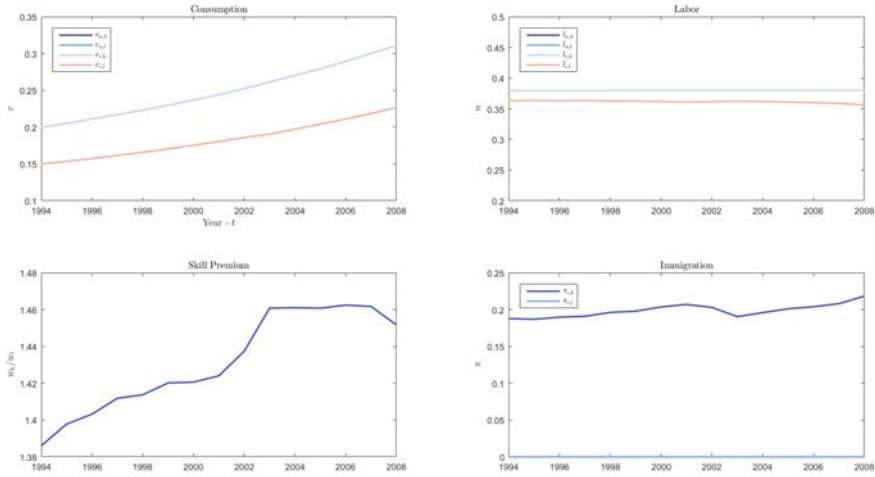 Consumption
c
0.35
0.3
0.25
0.2
0.15
0.1
c_{i,h}
c_{i,l}
1994 1996 1998 2000 2002 2004 2006 2008
Year - t
Labor
n
0.5
0.45
0.4
0.35
0.3
0.25
0.2
l_{i,h}
l_{i,l}
1994 1996 1998 2000 2002 2004 2006 2008
Skill Premium
w_h/w_l
1.48
1.46
1.44
1.42
1.4
1.38
1994 1996 1998 2000 2002 2004 2006 2008
Immigration
π
0.25
0.2
0.15
0.1
0.05
0
π_{i,h}
π_{i,l}
1994 1996 1998 2000 2002 2004 2006 2008